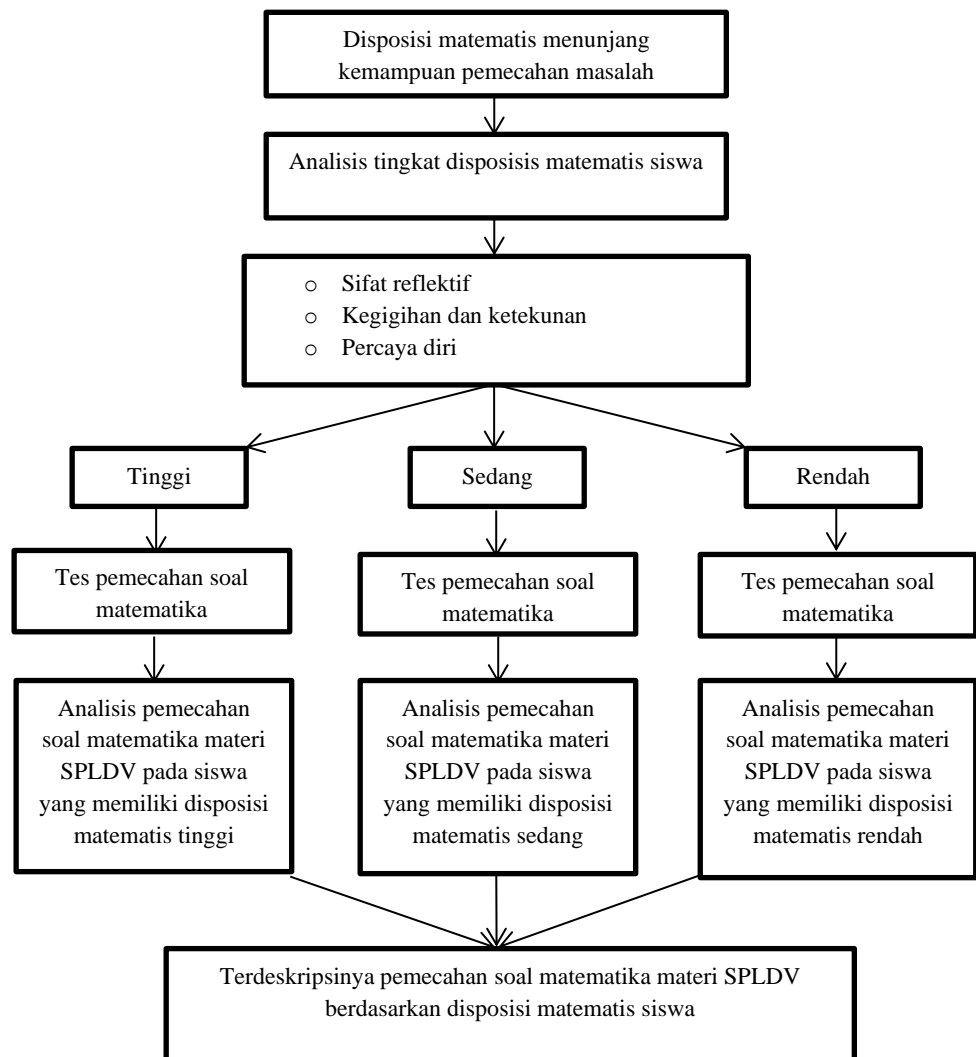 Disposisi matematis menunjang
kemampuan pemecahan masalah
Analisis tingkat disposisis matematis siswa
o Sifat reflektif
o Kegigihan dan ketekunan
o Percaya diri
Tinggi
Sedang
Rendah
Tes pemecahan soal
matematika
Tes pemecahan soal
matematika
Tes pemecahan soal
matematika
Analisis pemecahan
soal matematika materi
SPLDV pada siswa
yang memiliki disposisi
matematis tinggi
Analisis pemecahan
soal matematika materi
SPLDV pada siswa
yang memiliki disposisi
matematis sedang
Analisis pemecahan
soal matematika materi
SPLDV pada siswa
yang memiliki disposisi
matematis rendah
Terdeskripsinya pemecahan soal matematika materi SPLDV
berdasarkan disposisi matematis siswa